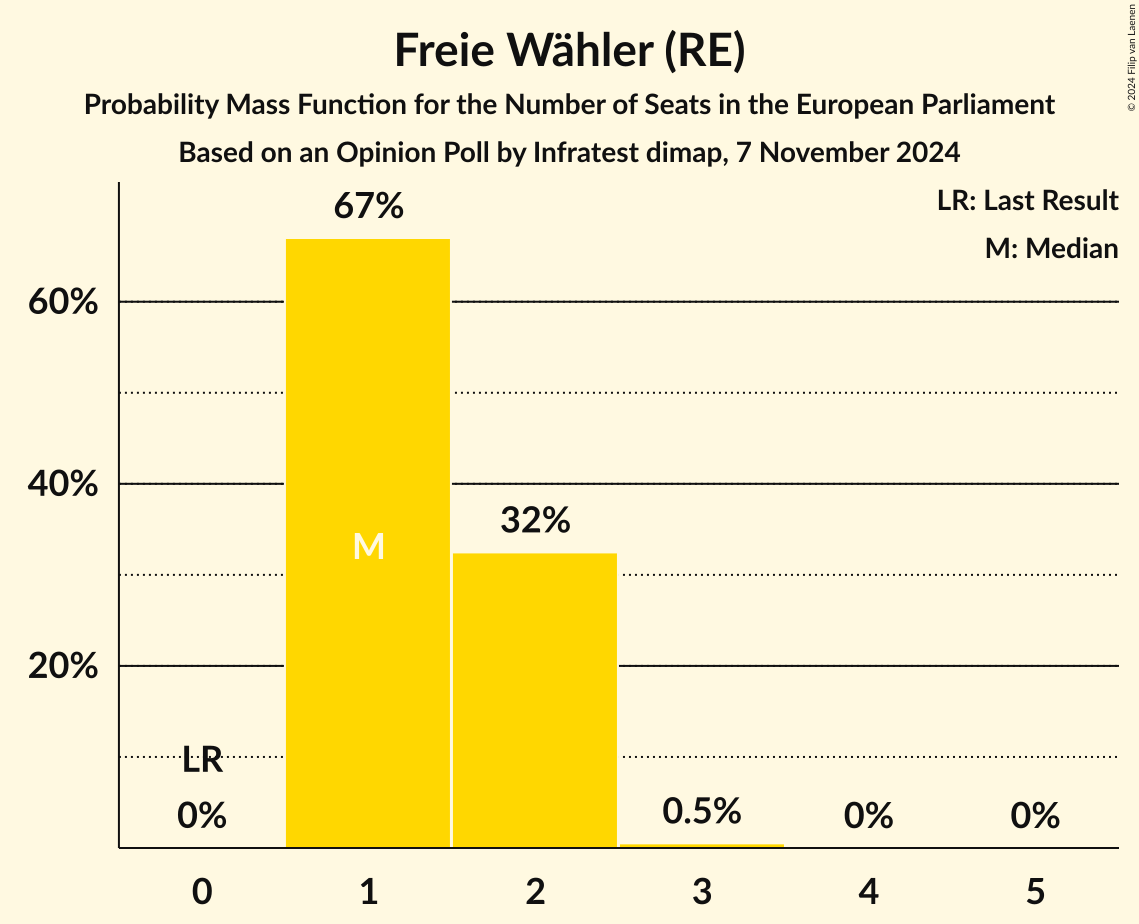 Freie Wähler (RE)
Probability Mass Function for the Number of Seats in the European Parliament
Based on an Opinion Poll by Infratest dimap, 7 November 2024
© 2024 Filip van Laenen
LR: Last Result
M: Median
67%
60%
40%
32%
M
20%
LR
0%
0.5%
0%
0%
0 1 2 3 4 5